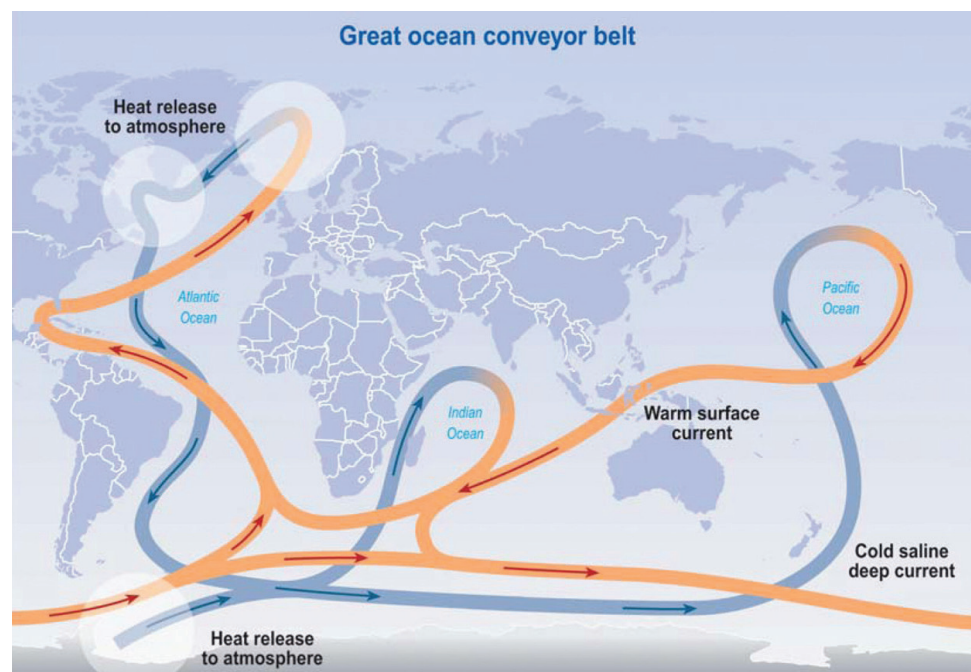 Great ocean conveyor belt
Heat release
to atmosphere
Atlantic
Ocean
Pacific
Ocean
Indian
Ocean
Warm surface
current
Cold saline
deep current
Heat release
to atmosphere